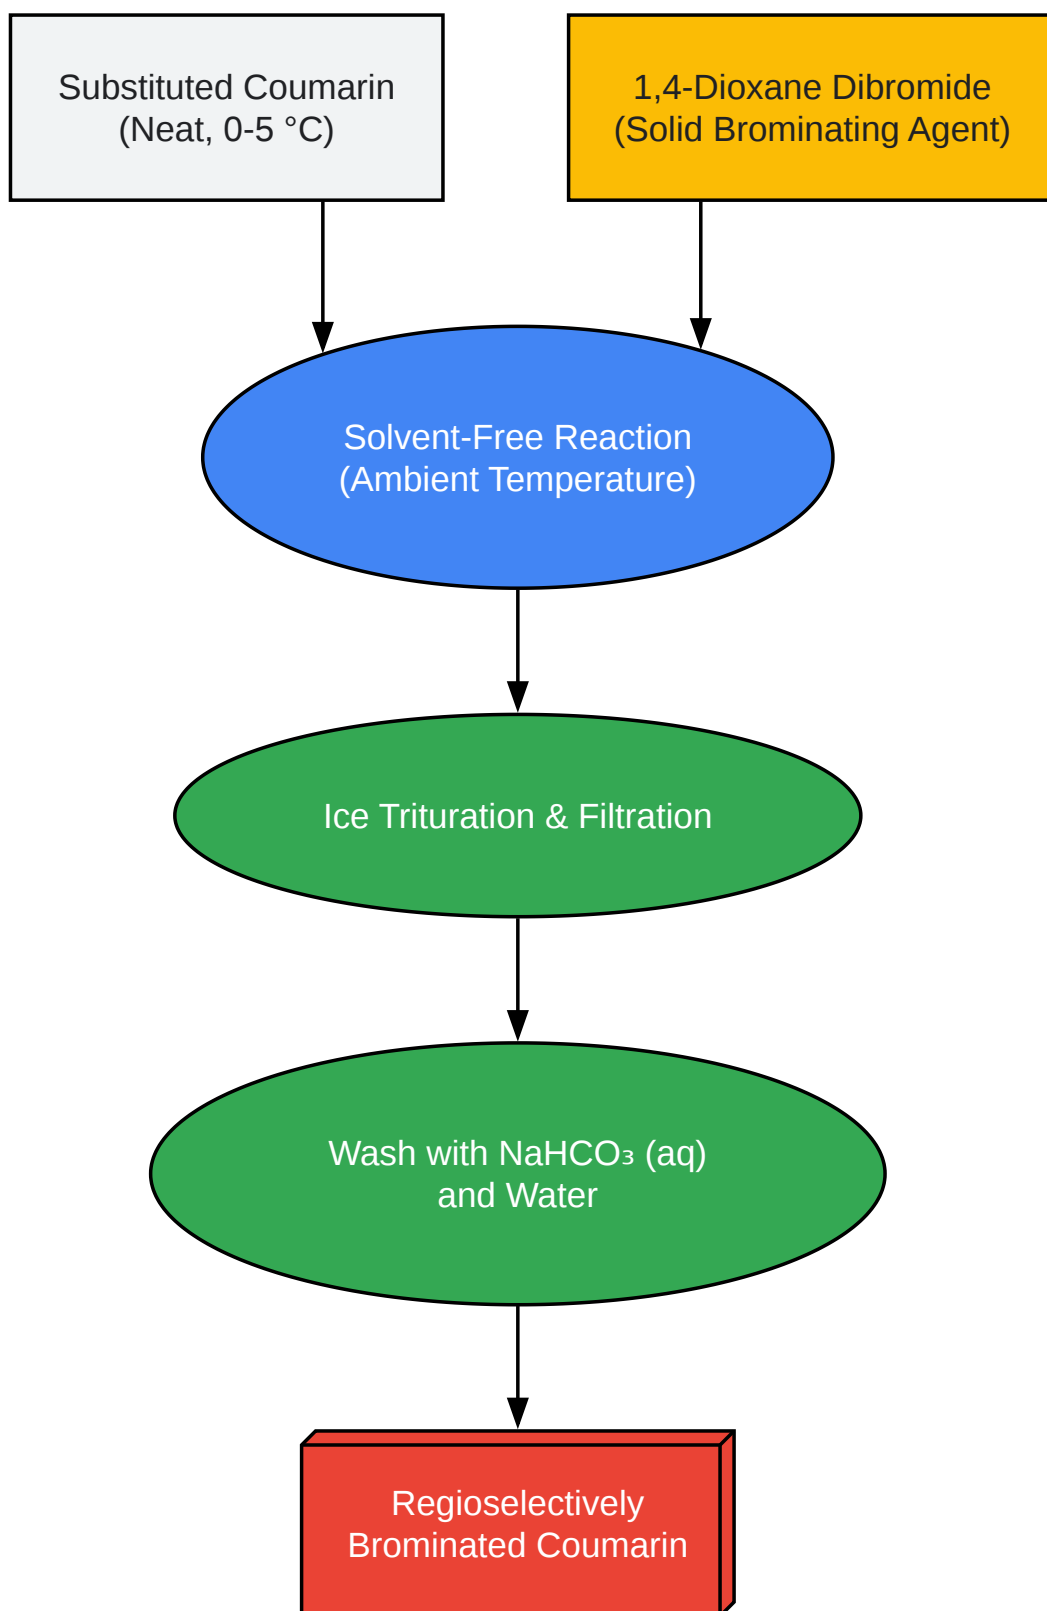 Substituted Coumarin
(Neat, 0-5 °C)
1,4-Dioxane Dibromide
(Solid Brominating Agent)
Solvent-Free Reaction
(Ambient Temperature)
Ice Trituration & Filtration
Wash with NaHCO₃ (aq)
and Water
Regioselectively
Brominated Coumarin